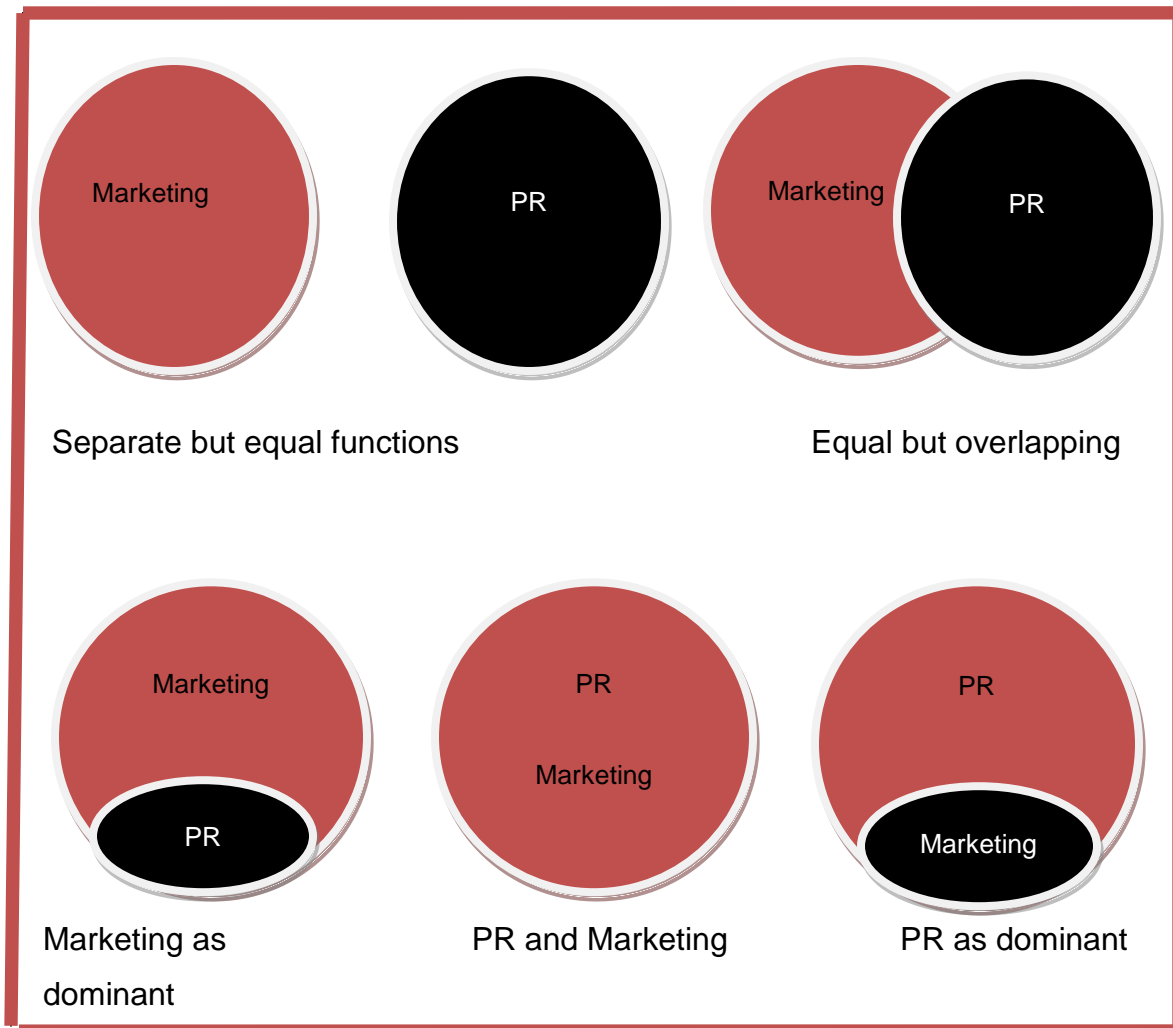 Marketing
PR
Marketing
PR
Separate but equal functions
Equal but overlapping
Marketing
PR
PR
Marketing
PR
Marketing
Marketing as
dominant
PR and Marketing
PR as dominant